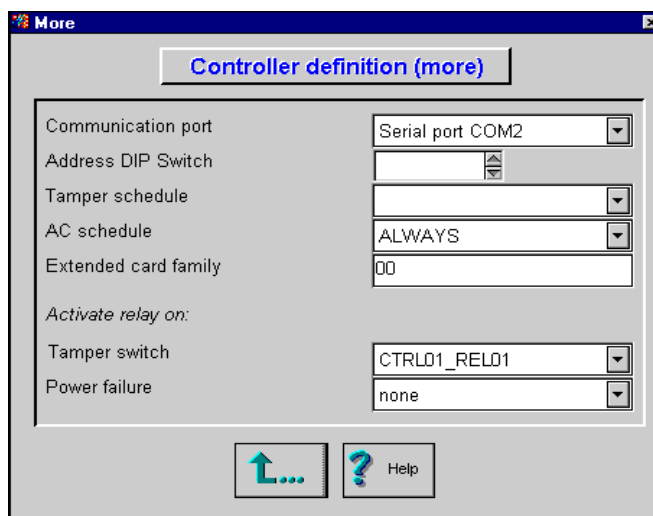 More
Controller definition (more)
Communication port Serial port COM2
Address DIP Switch
Tamper schedule
AC schedule ALWAYS
Extended card family 00
Activate relay on:
Tamper switch CTRL01_REL01
Power failure none
... ? Help